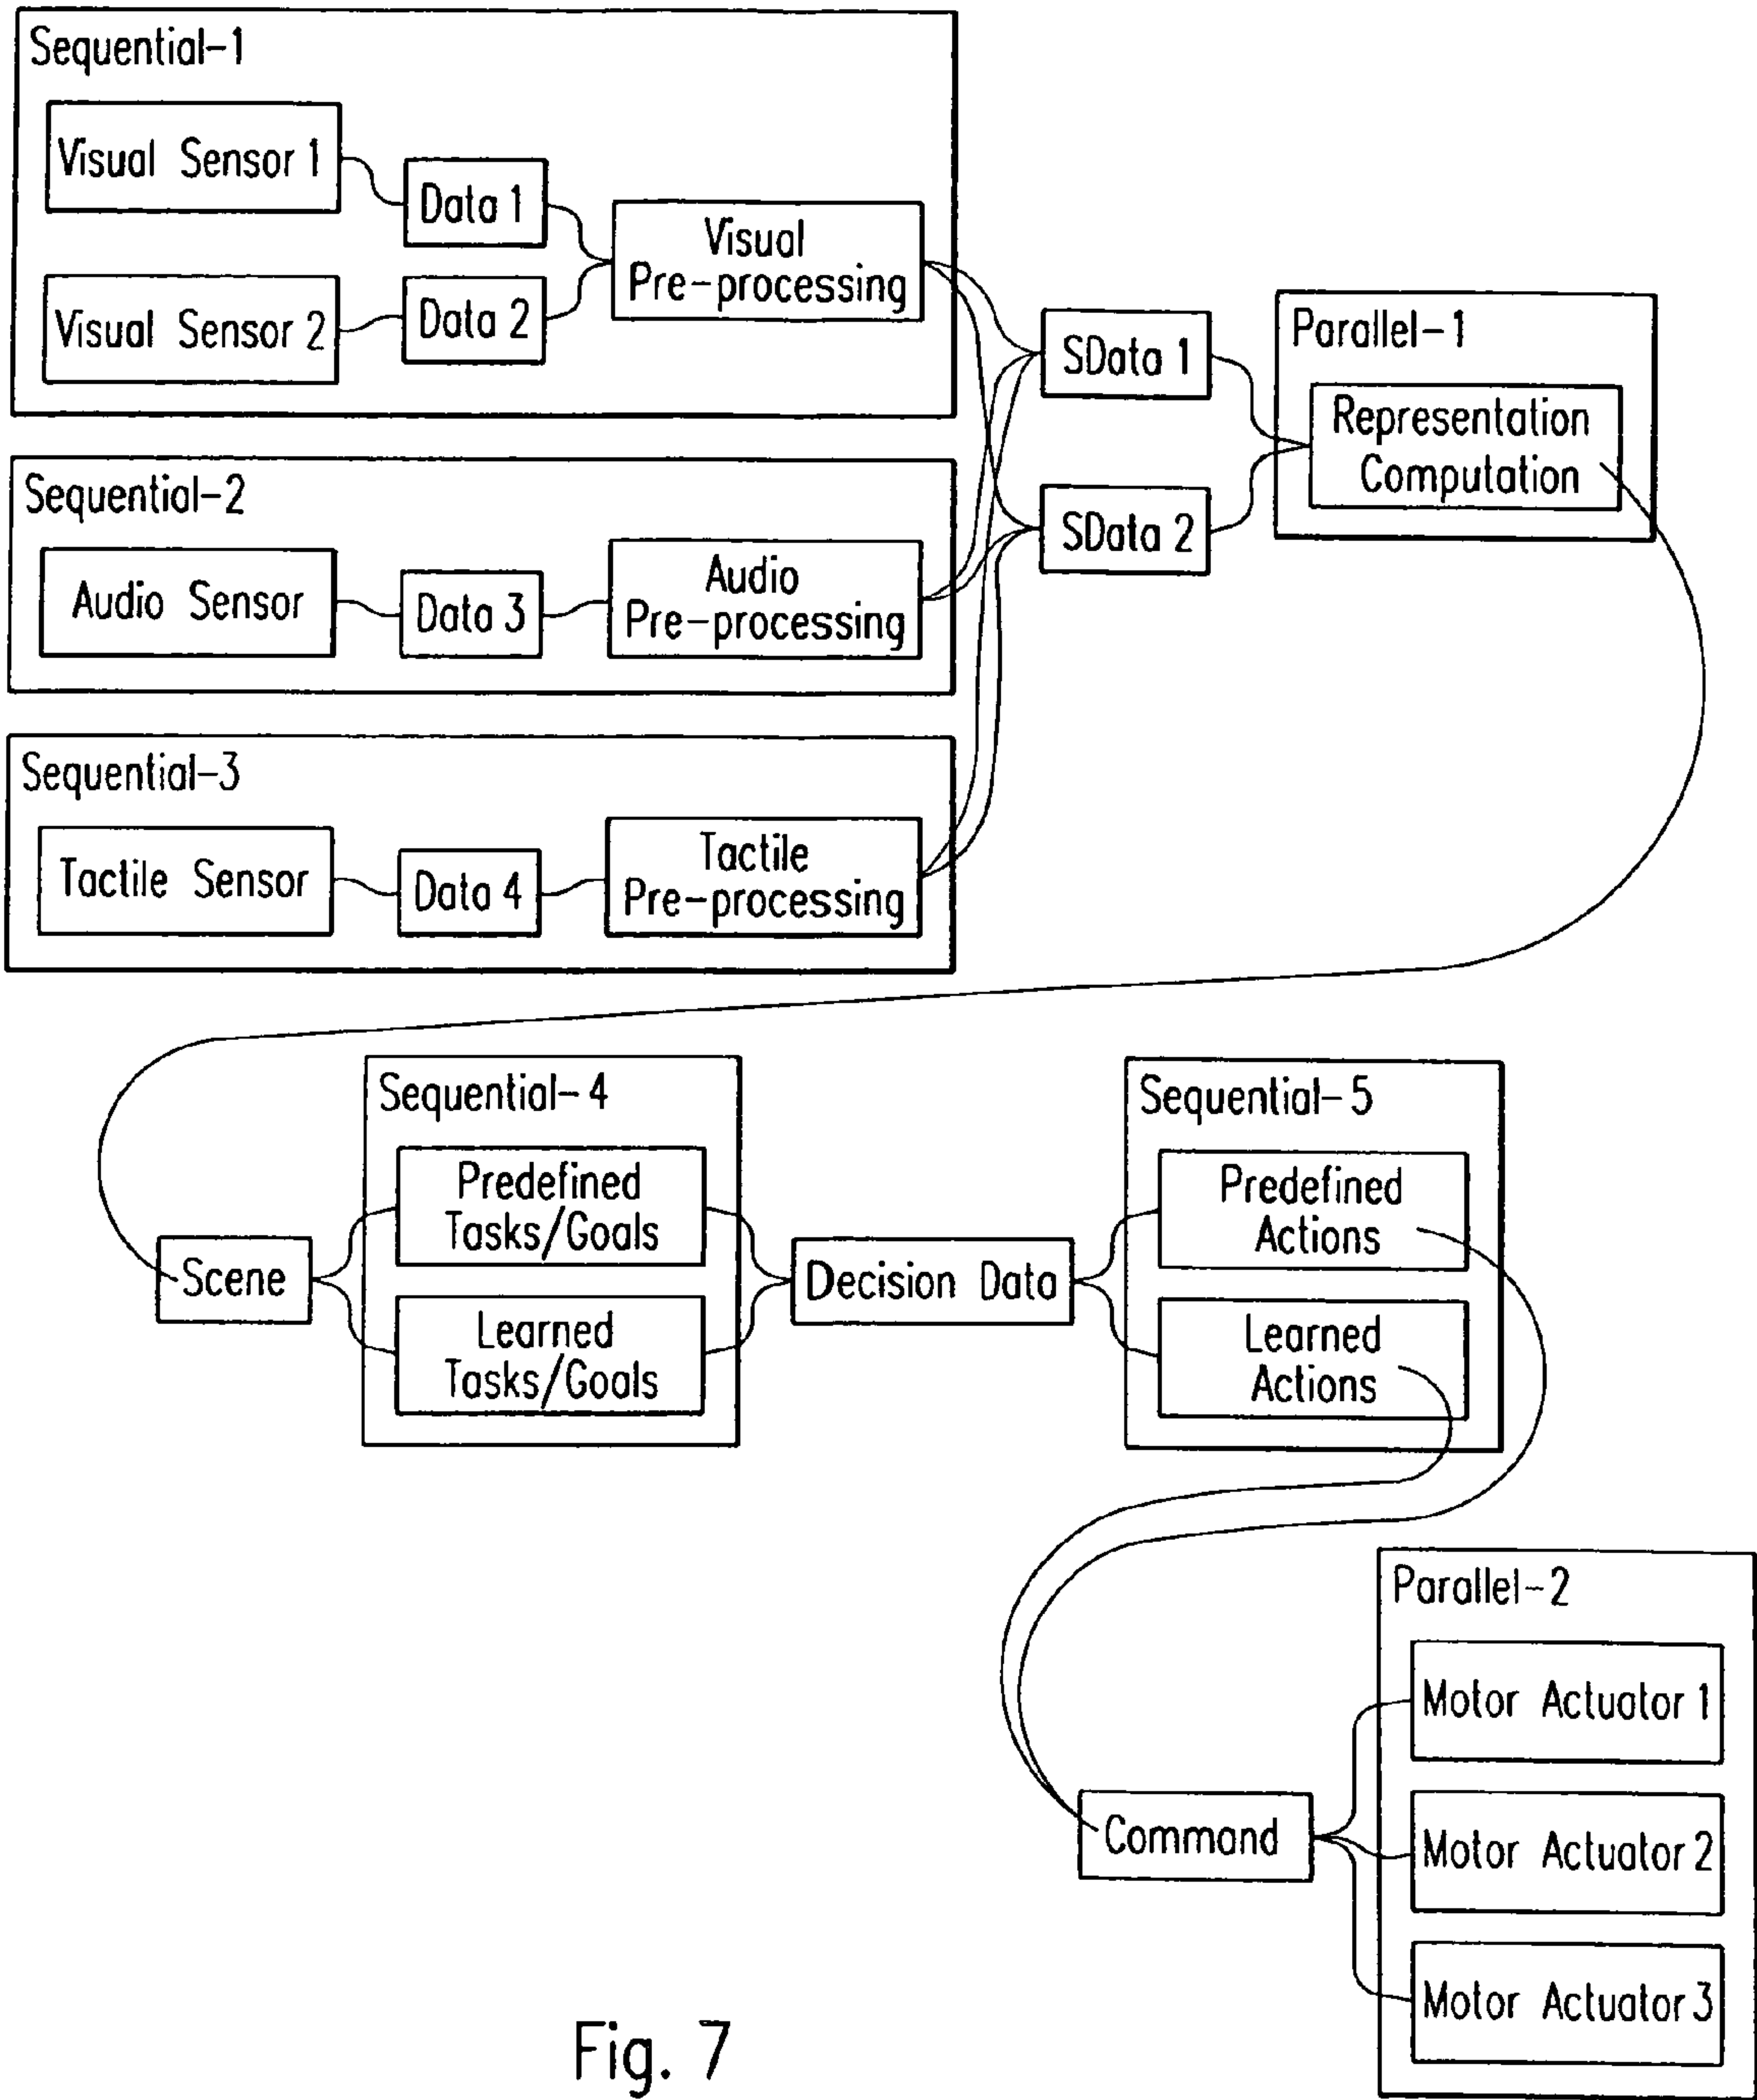 Sequential-1
Visual Sensor 1
Data 1
Visual
Pre-processing
Visual Sensor 2
Data 2
SData 1
Parallel-1
Representation
Computation
Sequential-2
Audio Sensor
Data 3
Audio
Pre-processing
SData 2
Sequential-3
Tactile Sensor
Data 4
Tactile
Pre-processing
Sequential-4
Predefined
Tasks/Goals
Scene
Learned
Tasks/Goals
Decision Data
Sequential-5
Predefined
Actions
Learned
Actions
Parallel-2
Motor Actuator 1
Command
Motor Actuator 2
Motor Actuator 3
Fig. 7